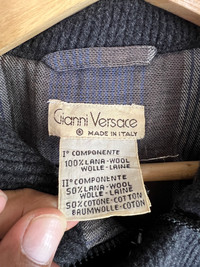 Gianni Versace
® MADE IN ITALY
I° COMPONENTE
100% LANA-WOOL
WOLLE-LAINE
II° COMPONENTE
50% LANA-WOOL
WOLLE-LAINE
50% COTONE-COTTON
BAUMWOLLE-COTON